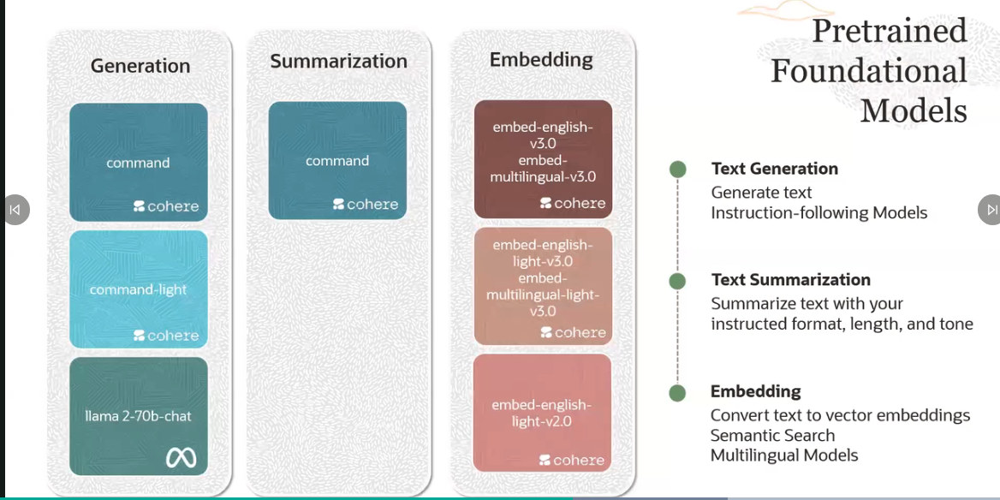 Pretrained
Foundational
Models
Generation
command
cohere
command-light
cohere
llama 2-70b-chat
Summarization
command
cohere
Embedding
embed-english-
v3.0
embed-
multilingual-v3.0
cohere
embed-english-
light-v3.0
embed-
multilingual-light-
v3.0
cohere
embed-english-
light-v2.0
cohere
Text Generation
Generate text
Instruction-following Models
Text Summarization
Summarize text with your
instructed format, length, and tone
Embedding
Convert text to vector embeddings
Semantic Search
Multilingual Models